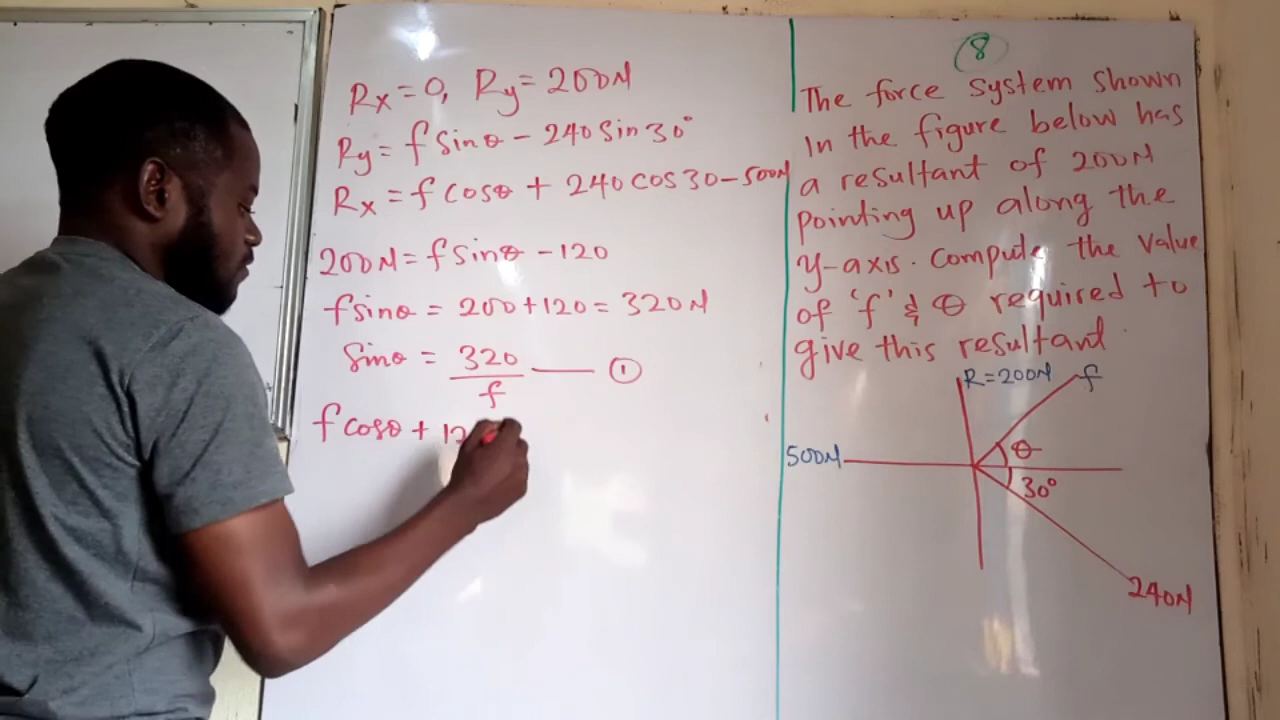 Rx = 0, Ry = 200N
Ry = f sinθ - 240 sin 30°
Rx = f cosθ + 240 cos 30 - 500N
200N = f sinθ - 120
f sinθ = 200 + 120 = 320N
Sinθ = 320/f —— ①
f cosθ +
⑧
The force system shown
in the figure below has
a resultant of 200N
pointing up along the
y-axis. Compute the value
of 'f' & θ required to
give this resultant.
R = 200N
f
500N
θ
30°
240N